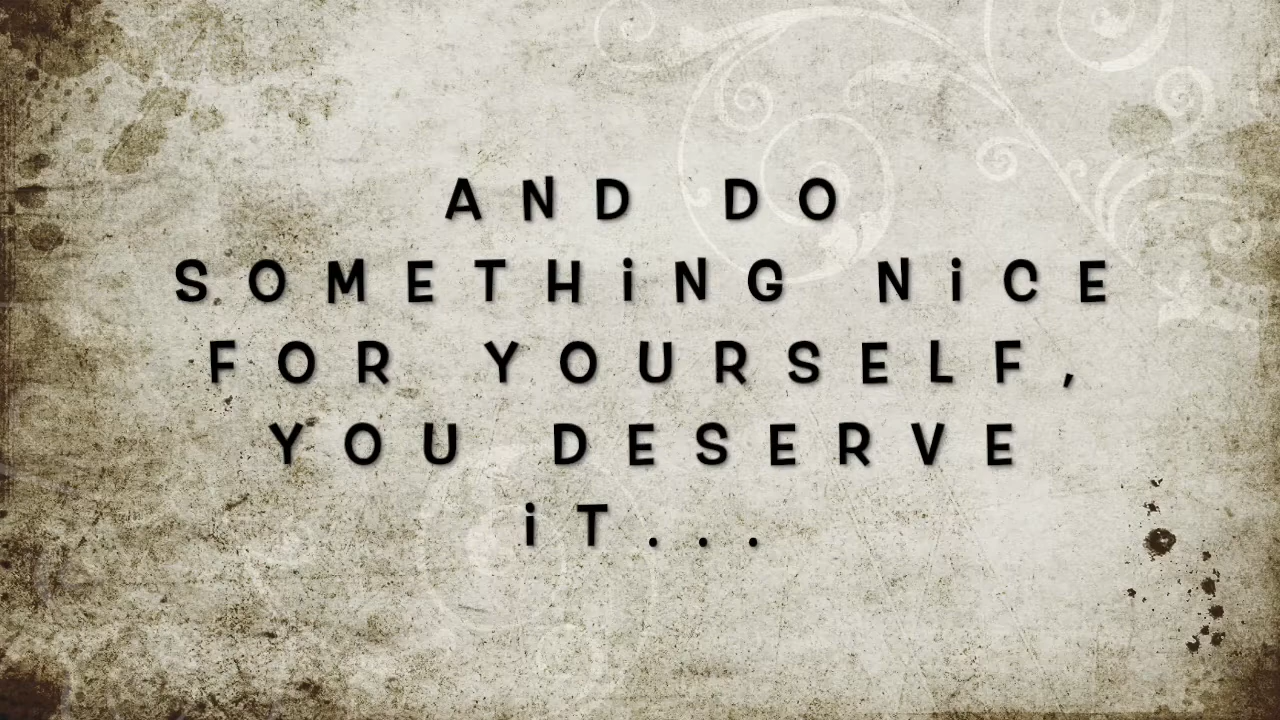 AND DO
SOMETHiNG NiCE
FOR YOURSELF,
YOU DESERVE
iT...